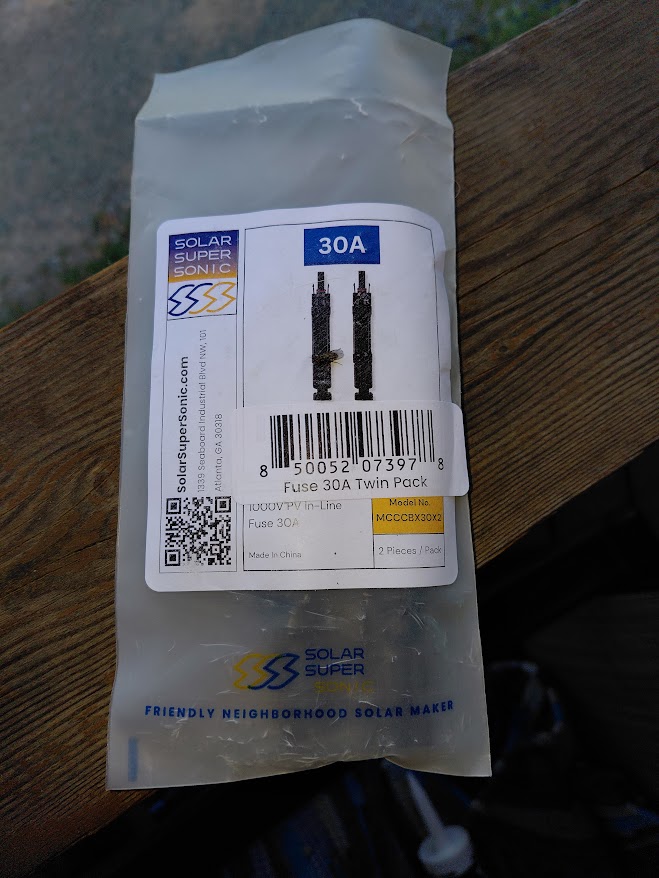 SOLAR
SUPER
SONIC
30A
SolarSuperSonic.com
1339 Seaboard Industrial Blvd NW, 101
Atlanta, GA 30318
8 50052 07397 8
Fuse 30A Twin Pack
1000V PV In-Line
Fuse 30A
Made In China
Model No.
MCCCBX30X2
2 Pieces / Pack
SOLAR
SUPER
SONIC
FRIENDLY NEIGHBORHOOD SOLAR MAKER